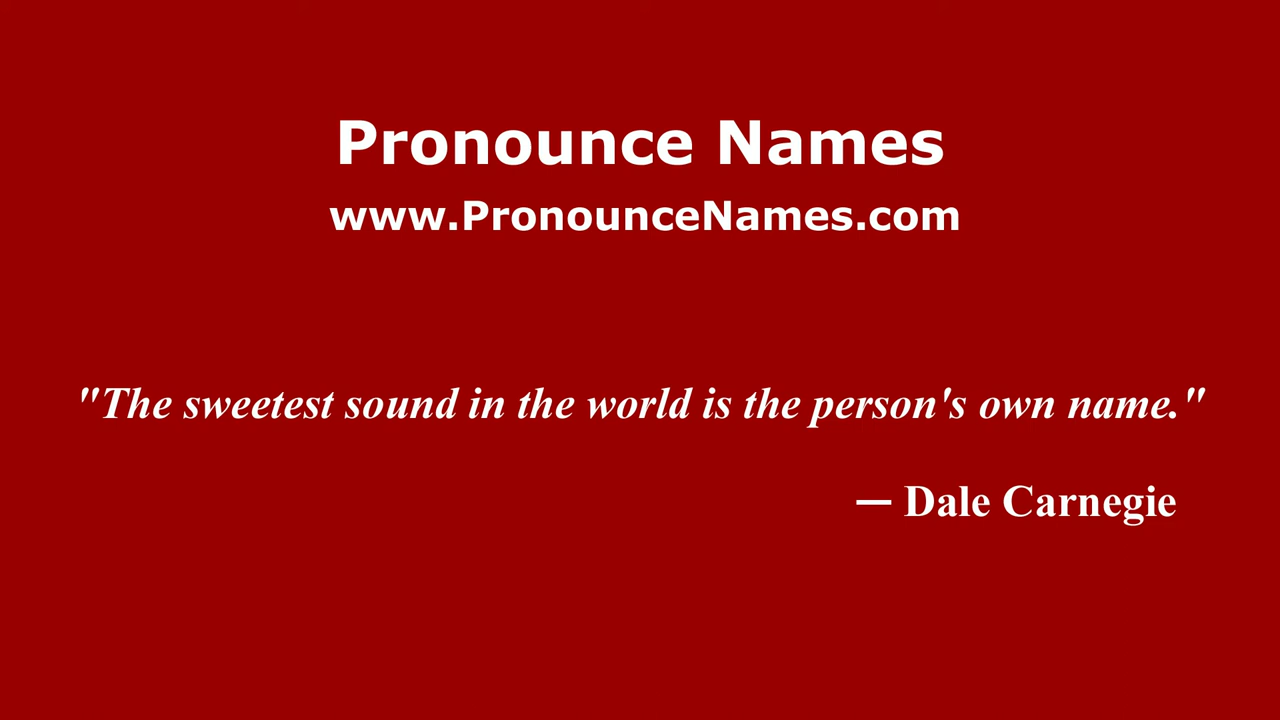 Pronounce Names
www.PronounceNames.com
"The sweetest sound in the world is the person's own name."
— Dale Carnegie